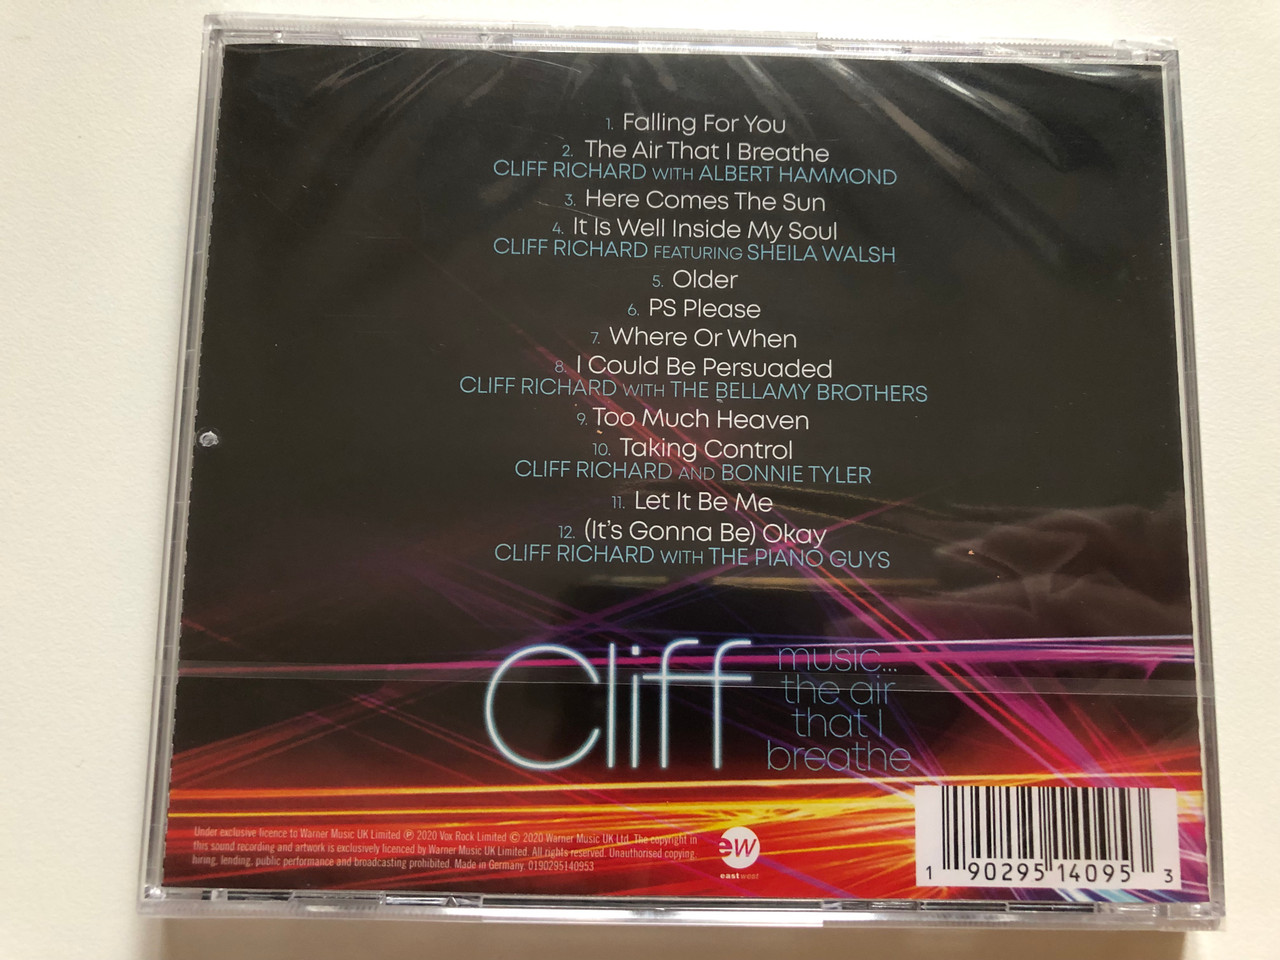 1. Falling For You
2. The Air That I Breathe
CLIFF RICHARD WITH ALBERT HAMMOND
3. Here Comes The Sun
4. It Is Well Inside My Soul
CLIFF RICHARD FEATURING SHEILA WALSH
5. Older
6. PS Please
7. Where Or When
8. I Could Be Persuaded
CLIFF RICHARD WITH THE BELLAMY BROTHERS
9. Too Much Heaven
10. Taking Control
CLIFF RICHARD AND BONNIE TYLER
11. Let It Be Me
12. (It's Gonna Be) Okay
CLIFF RICHARD WITH THE PIANO GUYS
Cliff
music...
the air
that I
breathe
Under exclusive licence to Warner Music UK Limited ℗ 2020 Vox Rock Limited © 2020 Warner Music UK Ltd. The copyright in
this sound recording and artwork is exclusively licenced by Warner Music UK Limited. All rights reserved. Unauthorised copying,
hiring, lending, public performance and broadcasting prohibited. Made in Germany. 0190295140953
ew
eastwest
1 90295 14095 3